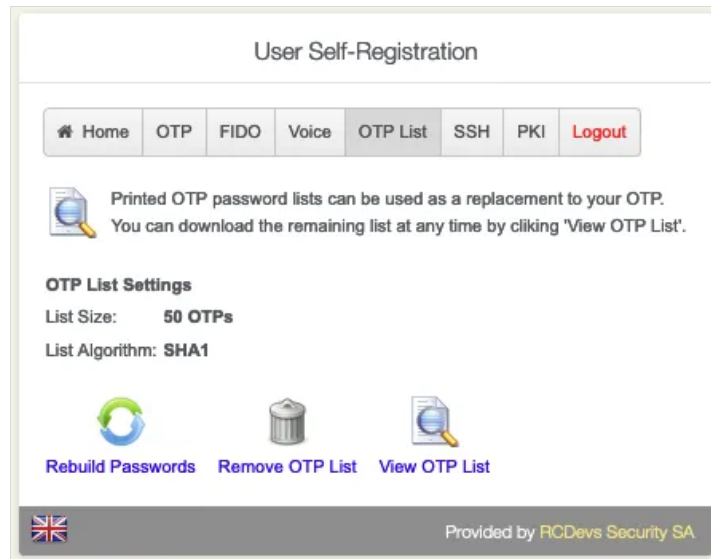 User Self-Registration
Home OTP FIDO Voice OTP List SSH PKI Logout
Printed OTP password lists can be used as a replacement to your OTP.
You can download the remaining list at any time by cliking 'View OTP List'.
OTP List Settings
List Size: 50 OTPs
List Algorithm: SHA1
Rebuild Passwords Remove OTP List View OTP List
Provided by RCDevs Security SA